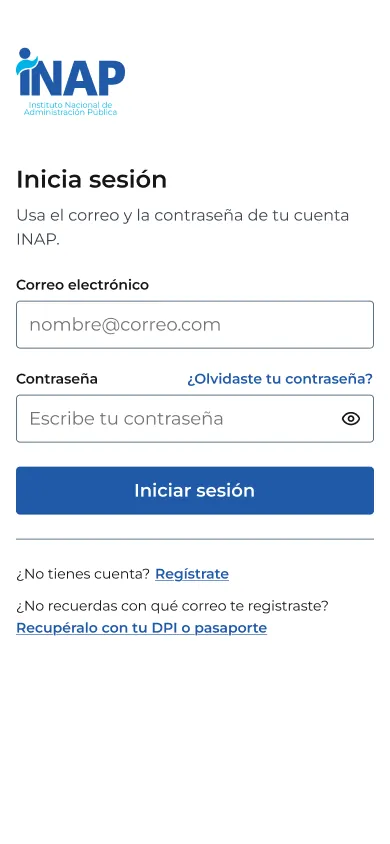 iNAP
Instituto Nacional de
Administración Pública
Inicia sesión
Usa el correo y la contraseña de tu cuenta
INAP.
Correo electrónico
nombre@correo.com
Contraseña ¿Olvidaste tu contraseña?
Escribe tu contraseña
Iniciar sesión
¿No tienes cuenta? Regístrate
¿No recuerdas con qué correo te registraste?
Recupéralo con tu DPI o pasaporte